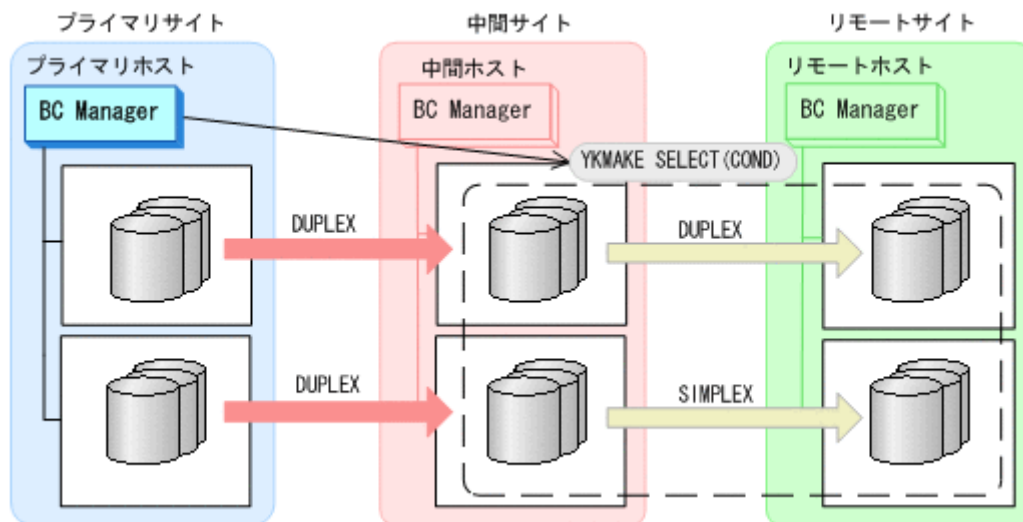 プライマリサイト
中間サイト
リモートサイト
プライマリホスト
中間ホスト
リモートホスト
BC Manager
BC Manager
BC Manager
YKMAKE SELECT(COND)
DUPLEX
DUPLEX
DUPLEX
SIMPLEX